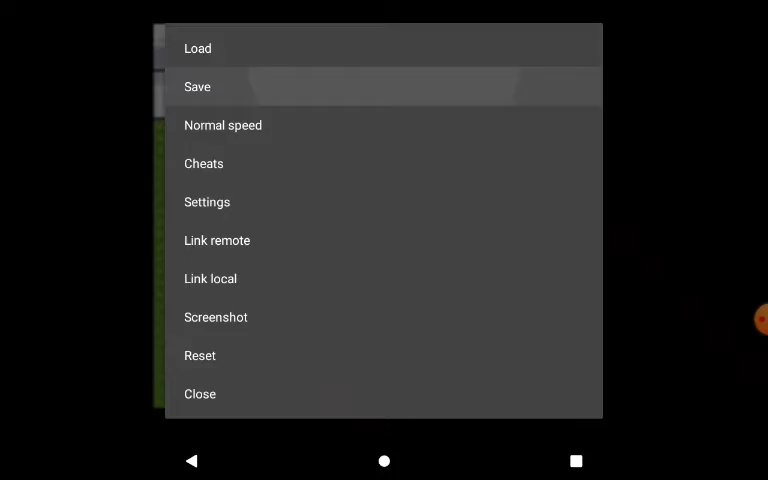 Load
Save
Normal speed
Cheats
Settings
Link remote
Link local
Screenshot
Reset
Close